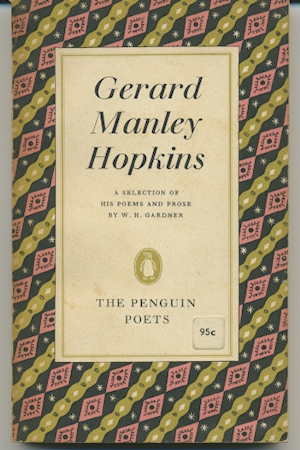 Gerard
Manley
Hopkins
A SELECTION OF
HIS POEMS AND PROSE
BY W. H. GARDNER
THE PENGUIN
POETS
95c